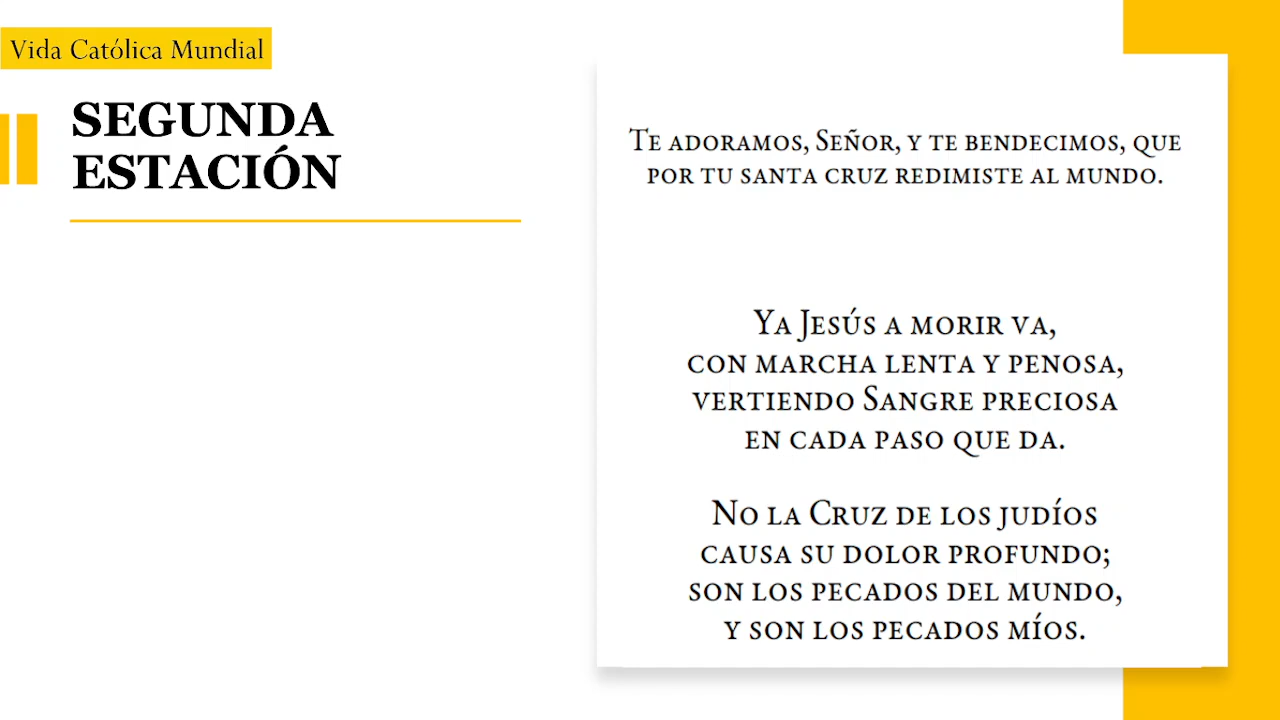 Vida Católica Mundial
SEGUNDA
ESTACIÓN
Te adoramos, Señor, y te bendecimos, que
por tu santa cruz redimiste al mundo.
Ya Jesús a morir va,
con marcha lenta y penosa,
vertiendo Sangre preciosa
en cada paso que da.
No la Cruz de los judíos
causa su dolor profundo;
son los pecados del mundo,
y son los pecados míos.